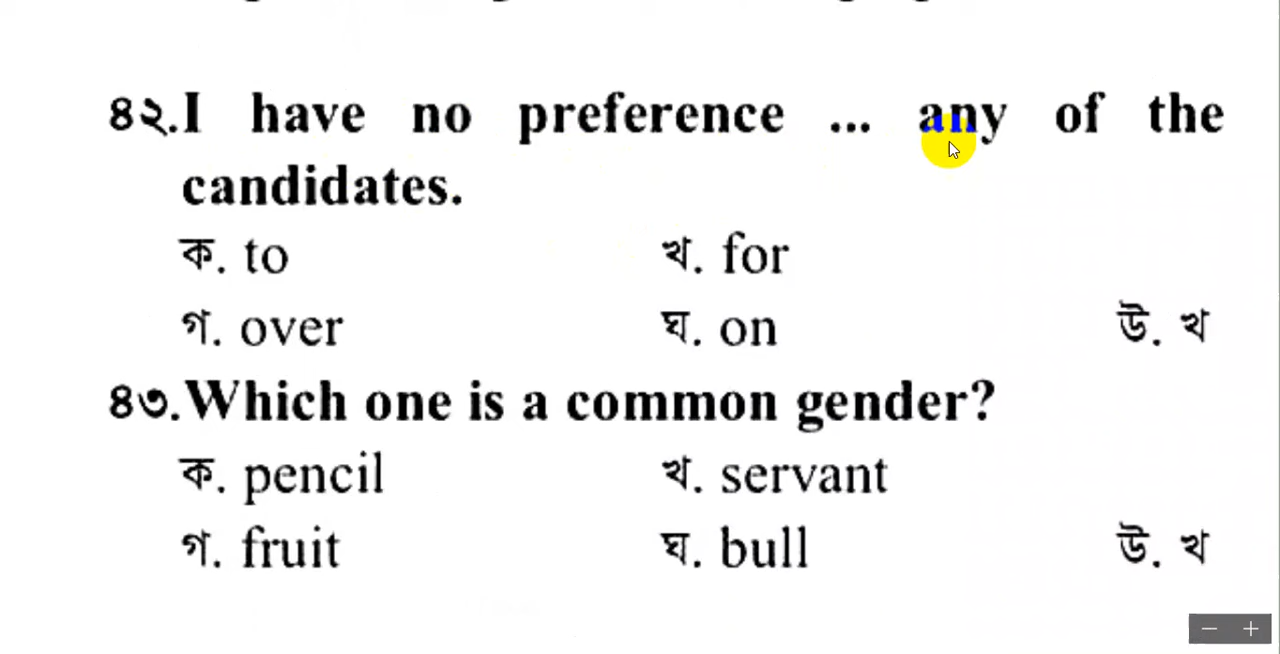 ৪২.I have no preference ... any of the
candidates.
ক. to খ. for
গ. over ঘ. on উ. খ
৪৩.Which one is a common gender?
ক. pencil খ. servant
গ. fruit ঘ. bull উ. খ